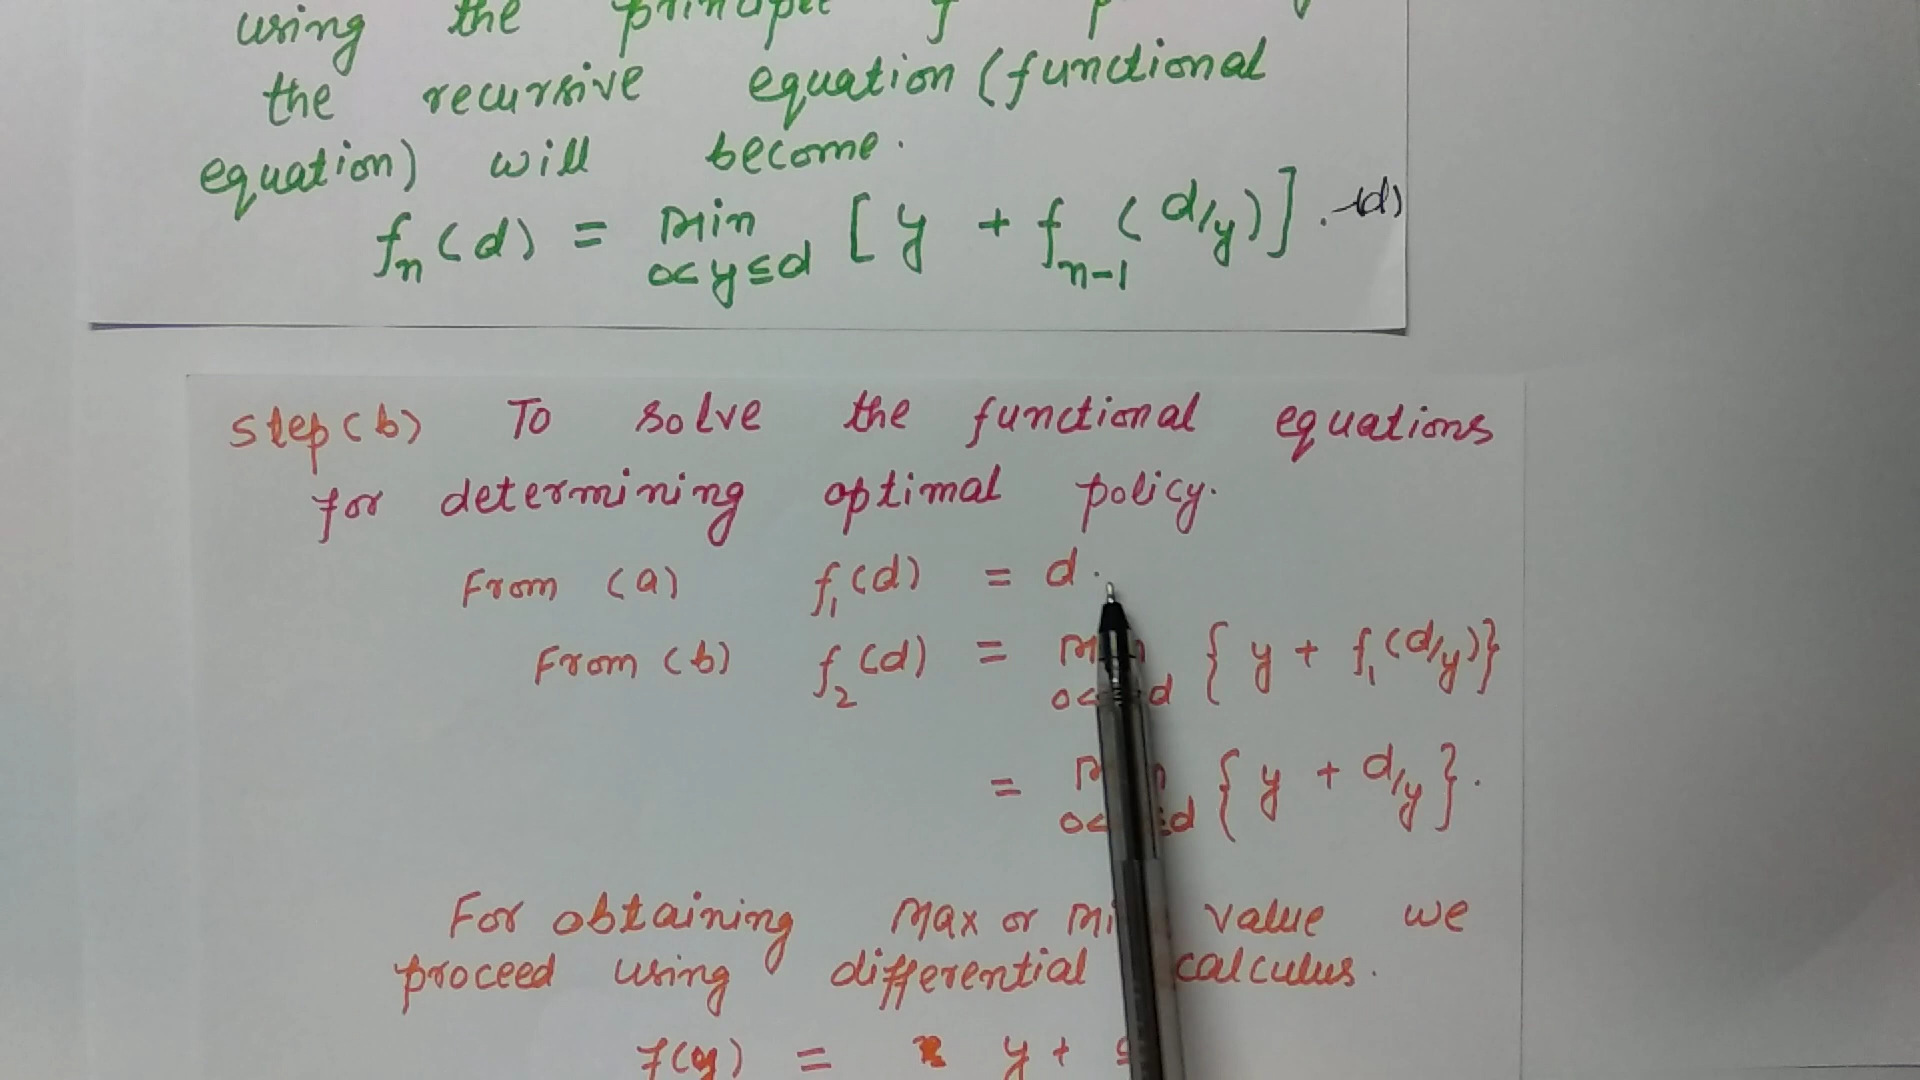 using the principle
the recursive equation (functional
equation) will become.
fₙ(d) = Min [y + fₙ₋₁(d/y)]. (d)
0<y≤d
Step (b) To solve the functional equations
for determining optimal policy.
From (a) f₁(d) = d.
From (b) f₂(d) = { y + f₁(d/y)}
= { y + d/y }.
For obtaining Max or value we
proceed using differential calculus.
f(y) = y +